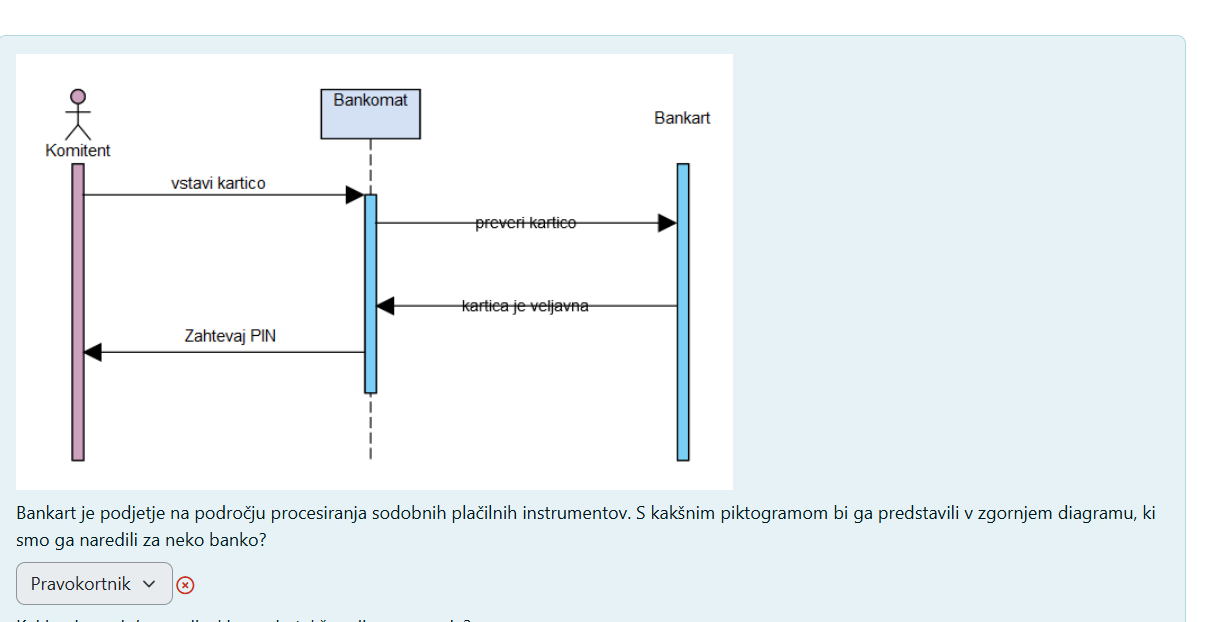 Komitent
Bankomat
Bankart
vstavi kartico
preveri kartico
kartica je veljavna
Zahtevaj PIN
Bankart je podjetje na področju procesiranja sodobnih plačilnih instrumentov. S kakšnim piktogramom bi ga predstavili v zgornjem diagramu, ki
smo ga naredili za neko banko?
Pravokortnik